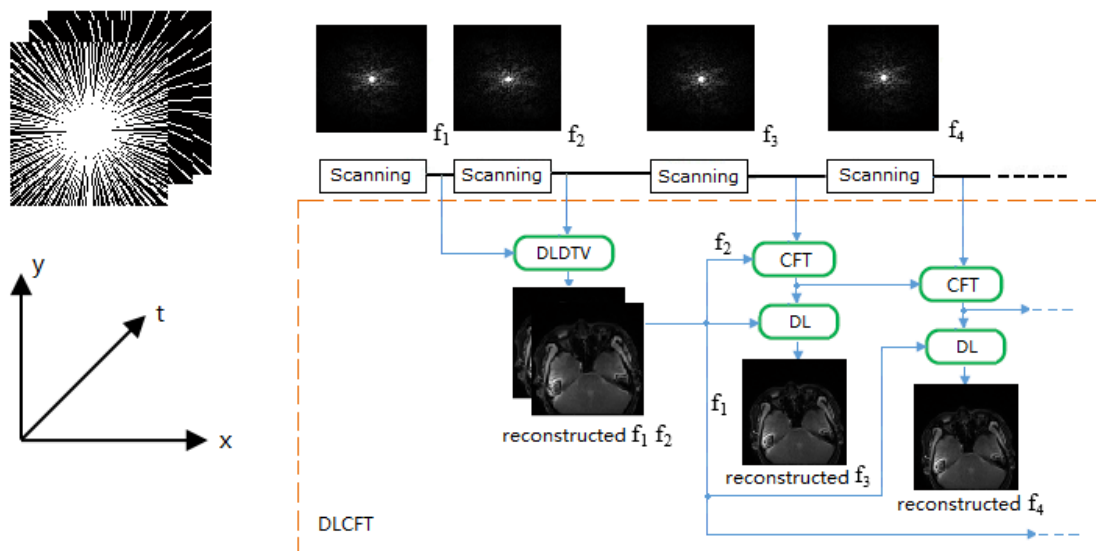 f₁
f₂
f₃
f₄
Scanning
Scanning
Scanning
Scanning
y
t
x
DLDTV
f₂
CFT
CFT
DL
DL
f₁
reconstructed f₁ f₂
reconstructed f₃
reconstructed f₄
DLCFT